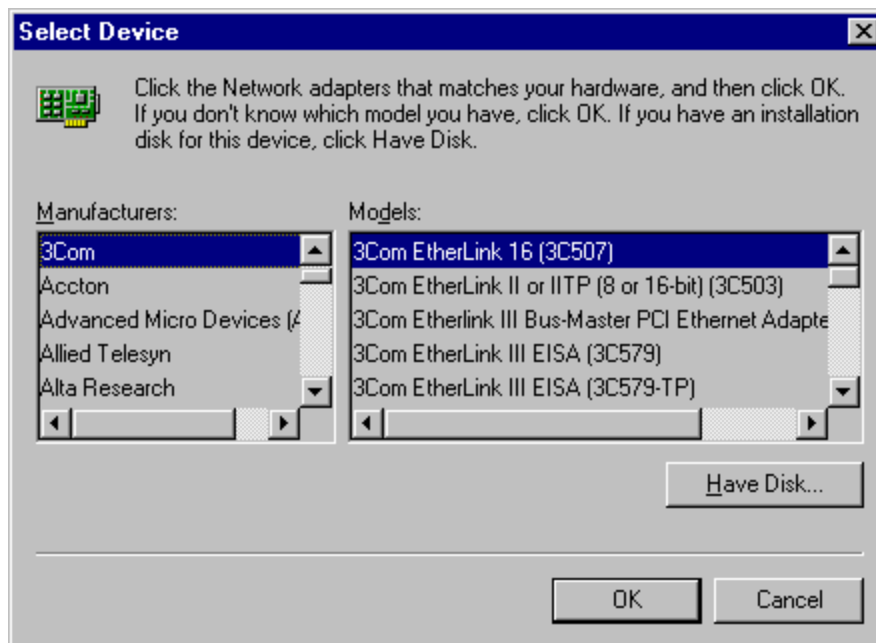 Select Device
Click the Network adapters that matches your hardware, and then click OK.
If you don't know which model you have, click OK. If you have an installation
disk for this device, click Have Disk.
Manufacturers:
3Com
Accton
Advanced Micro Devices (A
Allied Telesyn
Alta Research
Models:
3Com EtherLink 16 (3C507)
3Com EtherLink II or IITP (8 or 16-bit) (3C503)
3Com Etherlink III Bus-Master PCI Ethernet Adapte
3Com EtherLink III EISA (3C579)
3Com EtherLink III EISA (3C579-TP)
Have Disk...
OK
Cancel